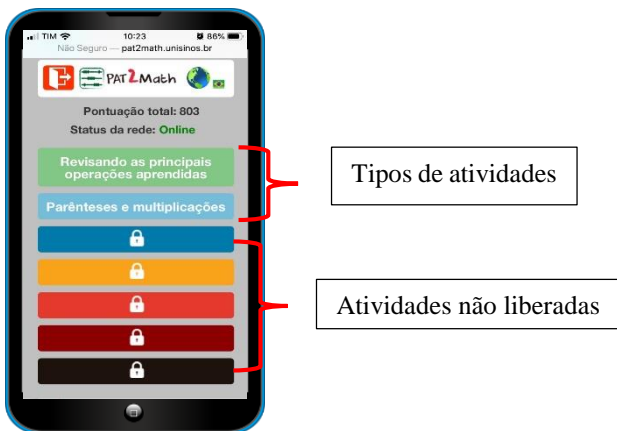 TIM 10:23 86%
Não Seguro — pat2math.unisinos.br
PAT2Math
Pontuação total: 803
Status da rede: Online
Revisando as principais
operações aprendidas
Parênteses e multiplicações
Tipos de atividades
Atividades não liberadas